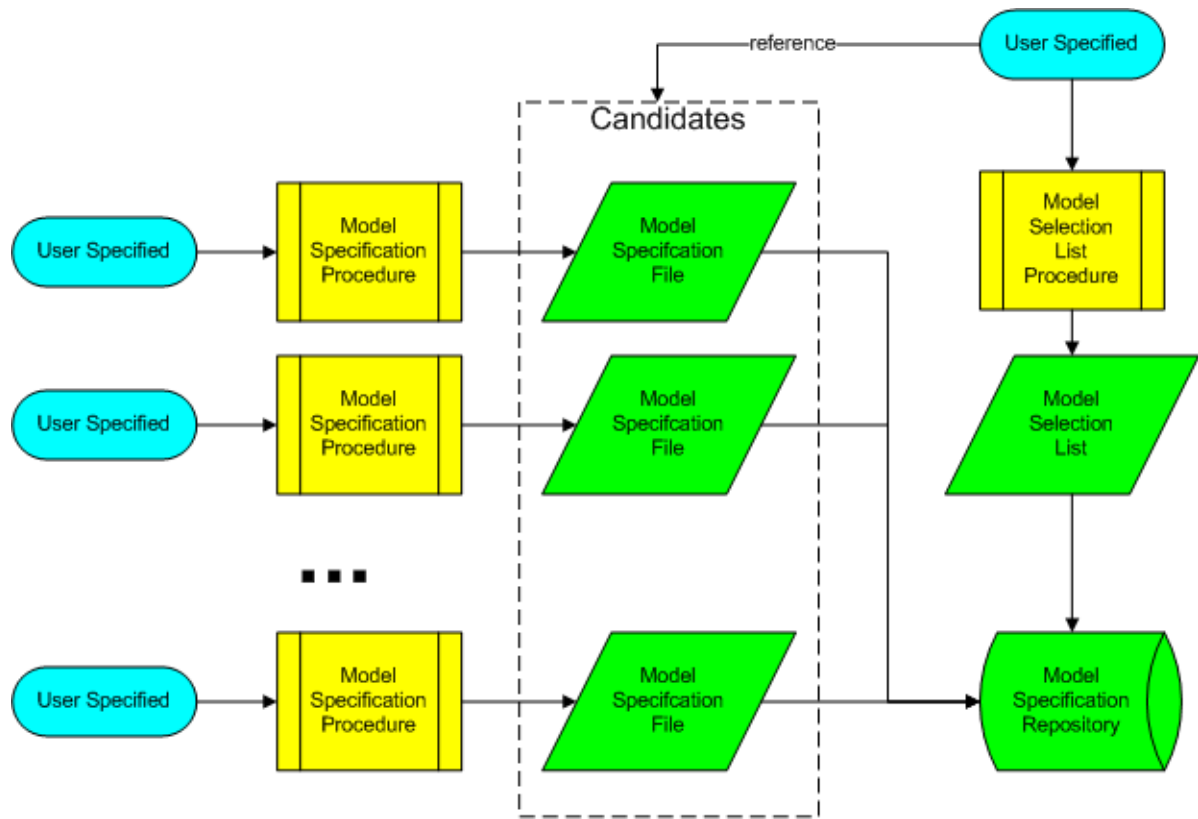 reference
User Specified
Candidates
User Specified
Model
Specification
Procedure
Model
Specifcation
File
Model
Selection
List
Procedure
User Specified
Model
Specification
Procedure
Model
Specifcation
File
Model
Selection
List
User Specified
Model
Specification
Procedure
Model
Specifcation
File
Model
Specification
Repository